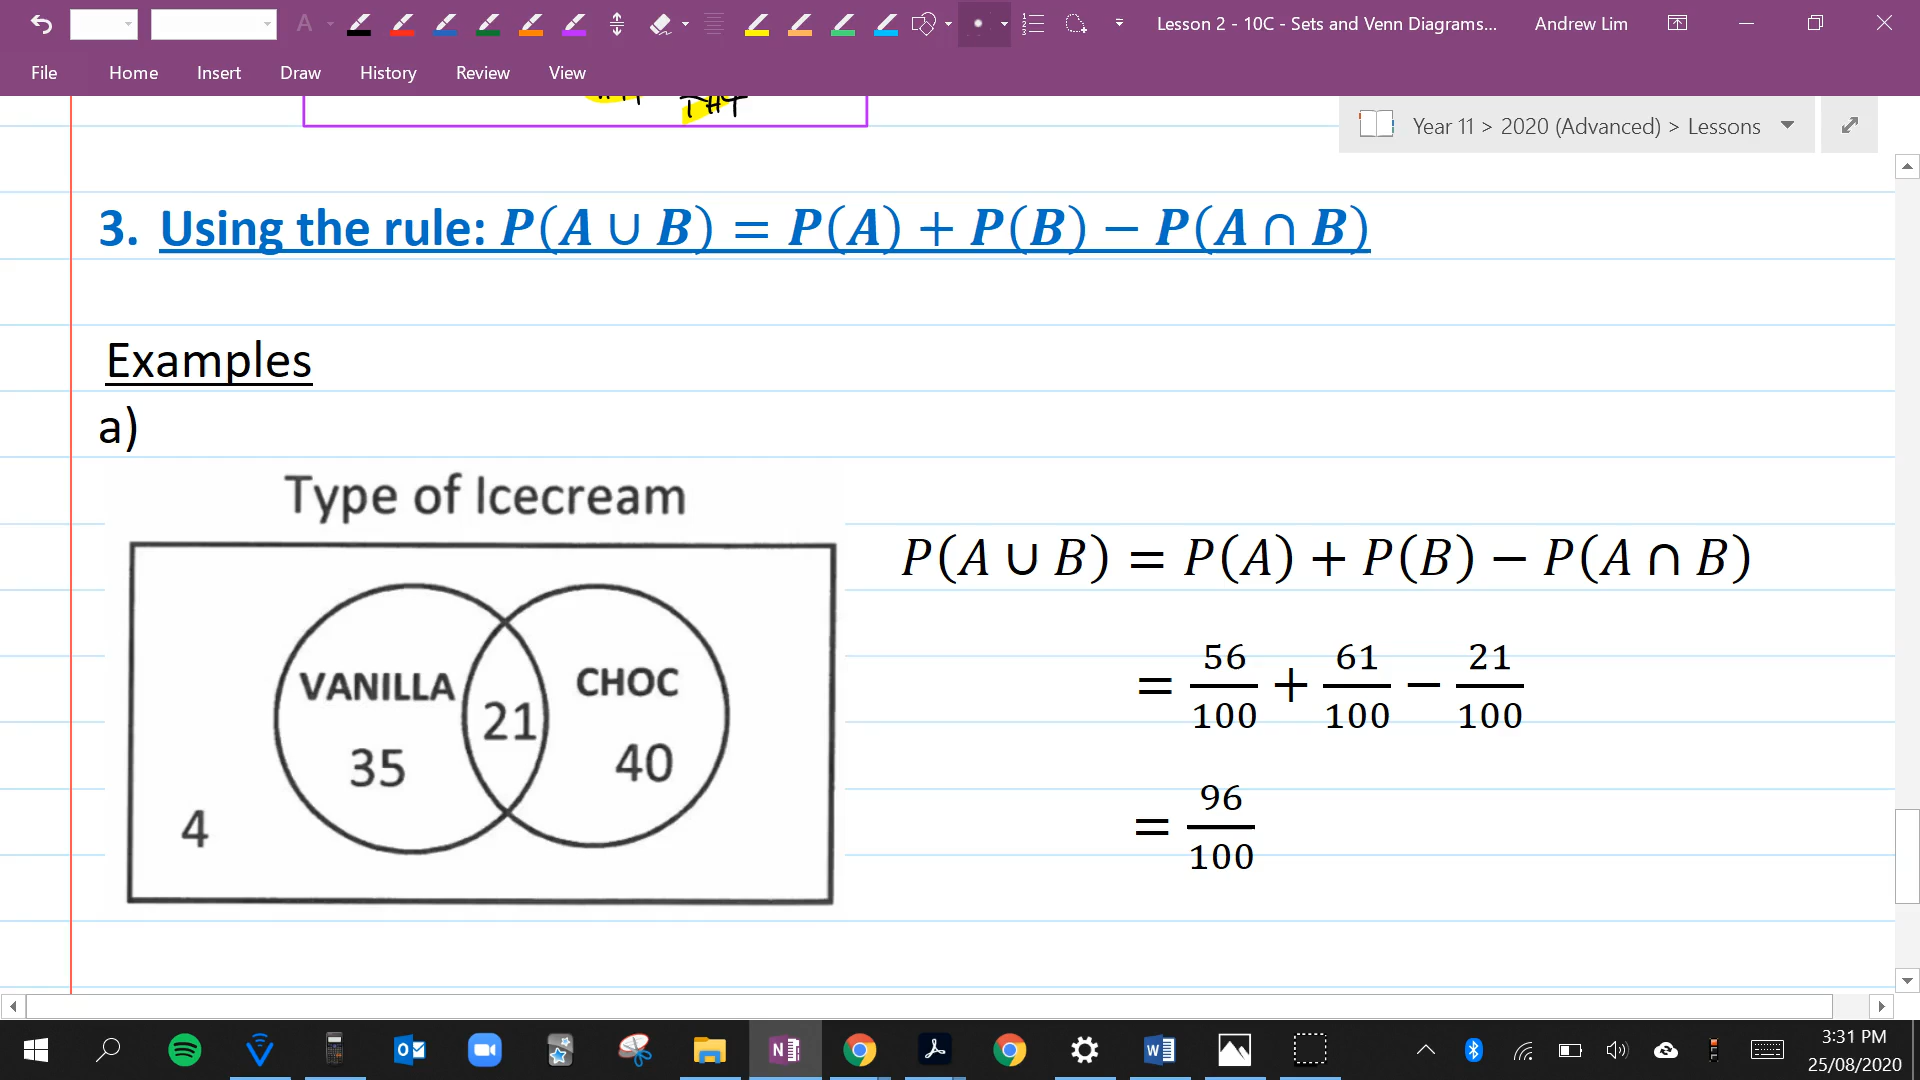 Lesson 2 - 10C - Sets and Venn Diagrams... Andrew Lim
File Home Insert Draw History Review View
Year 11 > 2020 (Advanced) > Lessons
3. Using the rule: P(A ∪ B) = P(A) + P(B) − P(A ∩ B)
Examples
a)
Type of Icecream
VANILLA
35
21
CHOC
40
4
P(A ∪ B) = P(A) + P(B) − P(A ∩ B)
= 56/100 + 61/100 − 21/100
= 96/100
3:31 PM
25/08/2020